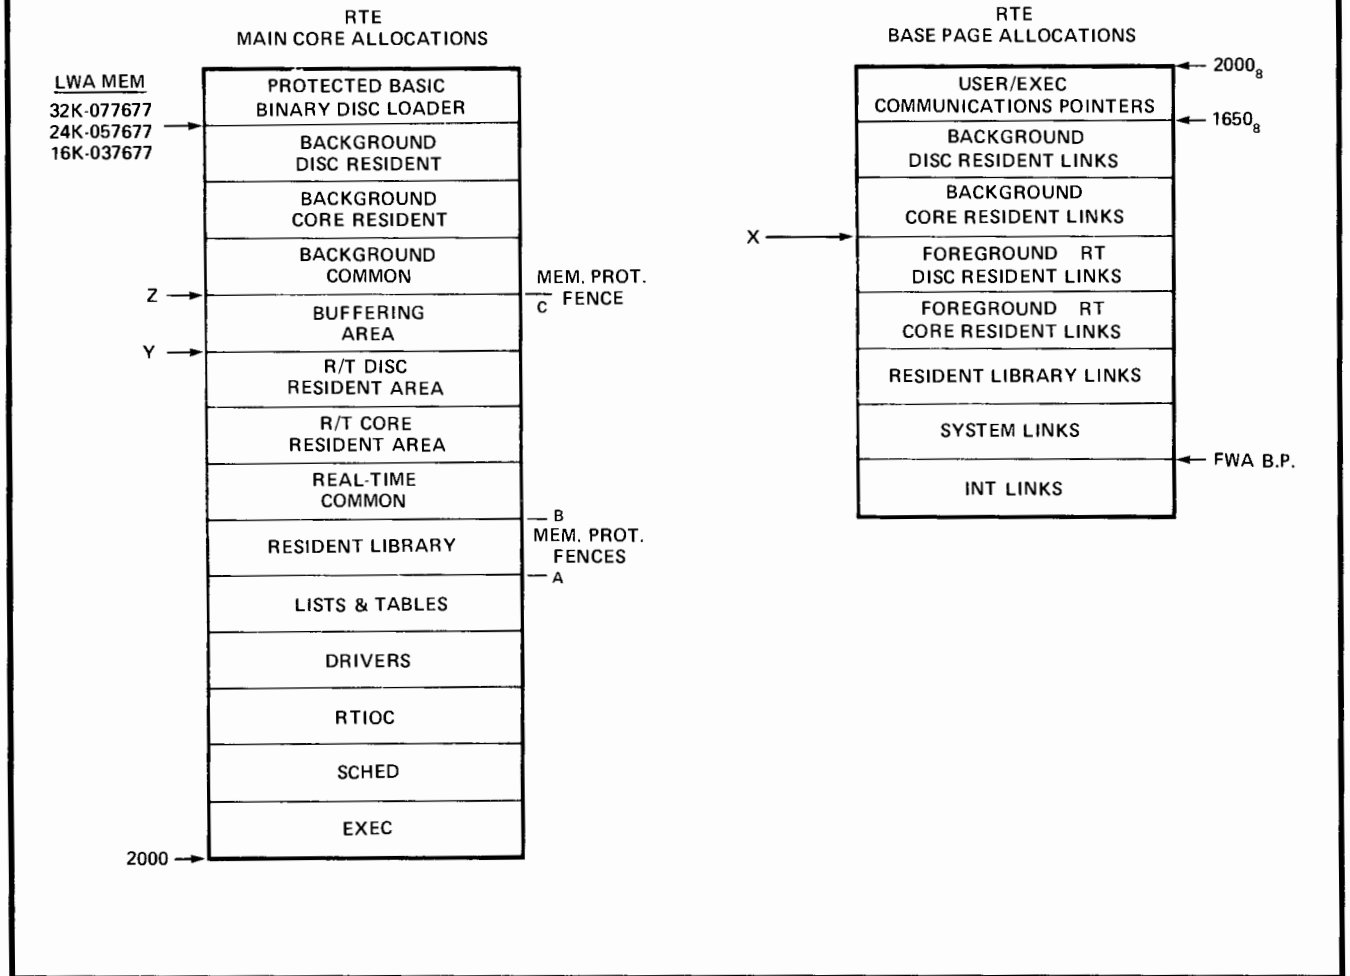 RTE
MAIN CORE ALLOCATIONS
LWA MEM
32K-077677
24K-057677
16K-037677
PROTECTED BASIC
BINARY DISC LOADER
BACKGROUND
DISC RESIDENT
BACKGROUND
CORE RESIDENT
BACKGROUND
COMMON
Z
MEM. PROT.
C FENCE
BUFFERING
AREA
Y
R/T DISC
RESIDENT AREA
R/T CORE
RESIDENT AREA
REAL-TIME
COMMON
B
RESIDENT LIBRARY
MEM. PROT.
FENCES
A
LISTS & TABLES
DRIVERS
RTIOC
SCHED
EXEC
2000
RTE
BASE PAGE ALLOCATIONS
2000₈
USER/EXEC
COMMUNICATIONS POINTERS
1650₈
BACKGROUND
DISC RESIDENT LINKS
BACKGROUND
CORE RESIDENT LINKS
X
FOREGROUND RT
DISC RESIDENT LINKS
FOREGROUND RT
CORE RESIDENT LINKS
RESIDENT LIBRARY LINKS
SYSTEM LINKS
FWA B.P.
INT LINKS